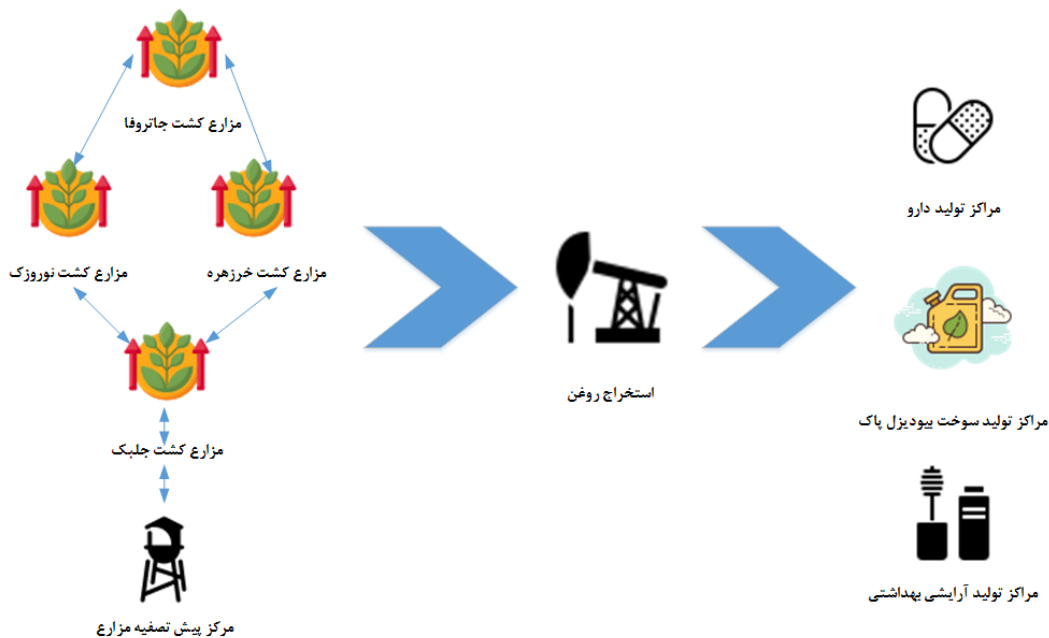 مزارع کشت جاتروفا
مزارع کشت نوروزک
مزارع کشت خرزهره
مزارع کشت جلبک
مرکز پیش تصفیه مزارع
استخراج روغن
مراکز تولید دارو
مراکز تولید سوخت بیودیزل پاک
مراکز تولید آرایشی بهداشتی